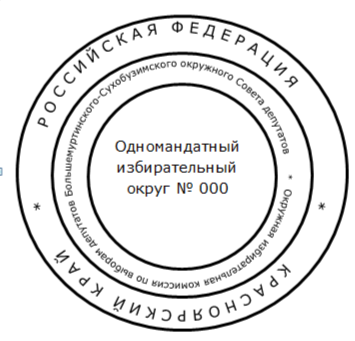 РОССИЙСКАЯ ФЕДЕРАЦИЯ
* КРАСНОЯРСКИЙ КРАЙ *
* Окружная избирательная комиссия по выборам депутатов Большемуртинского-Сухобузимского окружного Совета депутатов
Одномандатный
избирательный
округ № 000